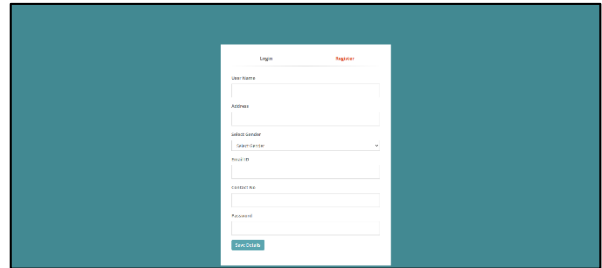 Login Register
User Name
Address
Select Gender
Select Gender
Email ID
Contact No
Password
Save Details